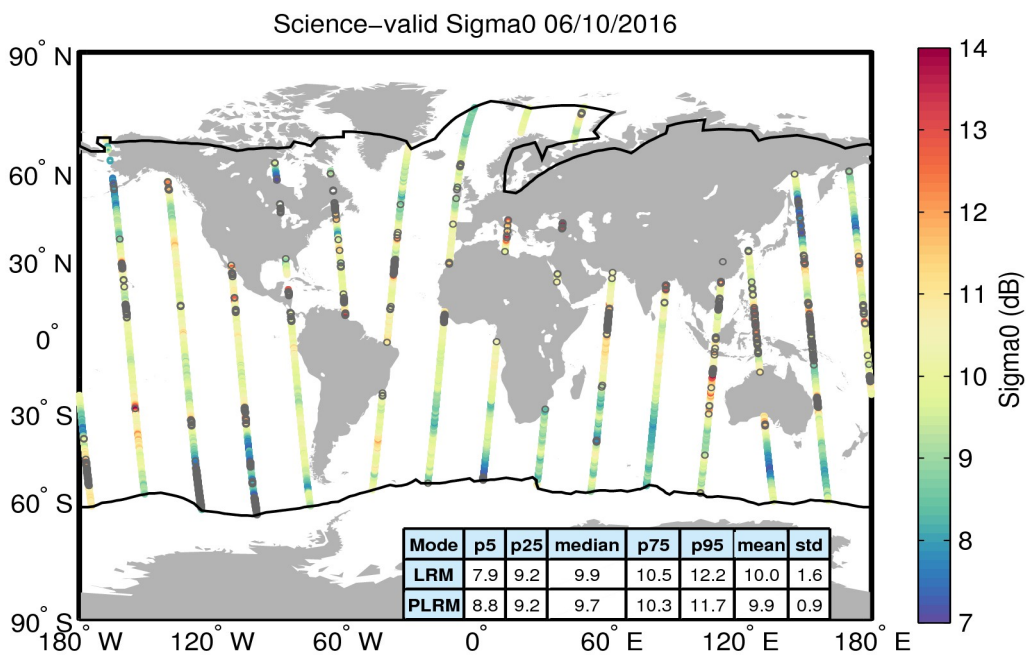 Science−valid Sigma0 06/10/2016
90° N
60° N
30° N
0°
30° S
60° S
90° S
180° W
120° W
60° W
0°
60° E
120° E
180° E
14
13
12
11
10
9
8
7
Sigma0 (dB)
Mode p5 p25 median p75 p95 mean std
LRM 7.9 9.2 9.9 10.5 12.2 10.0 1.6
PLRM 8.8 9.2 9.7 10.3 11.7 9.9 0.9